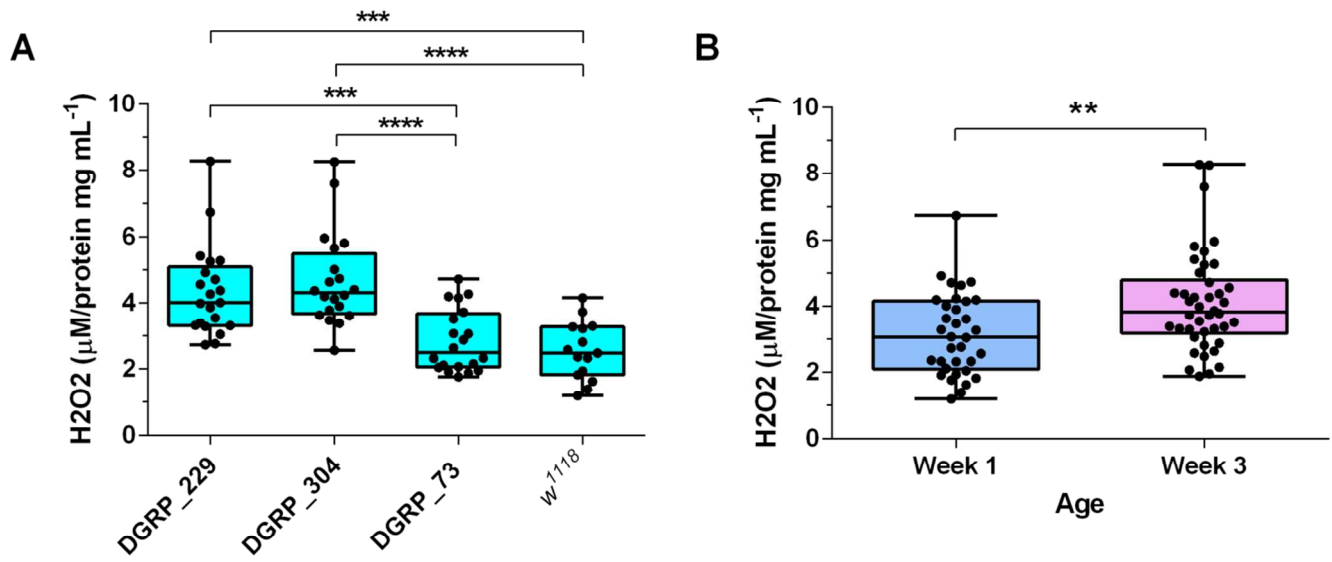 A
***
****
***
****
H2O2 (μM/protein mg mL⁻¹)
10
8
6
4
2
0
DGRP_229
DGRP_304
DGRP_73
w¹¹¹⁸
B
**
H2O2 (μM/protein mg mL⁻¹)
10
8
6
4
2
0
Week 1
Week 3
Age